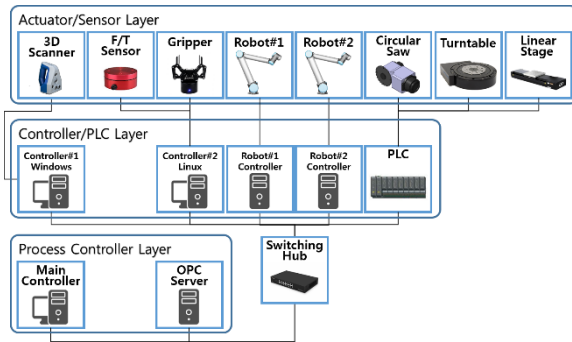 Actuator/Sensor Layer
3D
Scanner
F/T
Sensor
Gripper
Robot#1
Robot#2
Circular
Saw
Turntable
Linear
Stage
Controller/PLC Layer
Controller#1
Windows
Controller#2
Linux
Robot#1
Controller
Robot#2
Controller
PLC
Process Controller Layer
Main
Controller
OPC
Server
Switching
Hub